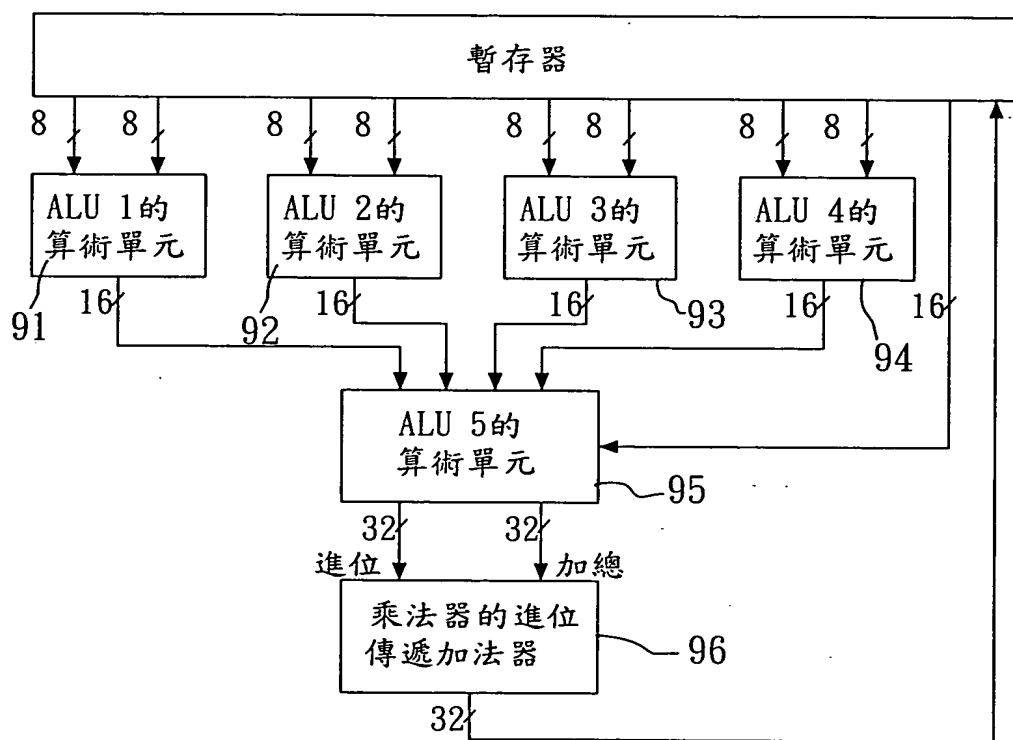 暫存器
8 8 8 8 8 8 8 8
ALU 1的
算術單元
ALU 2的
算術單元
ALU 3的
算術單元
ALU 4的
算術單元
91
16
92
16
16
93
16
94
16
ALU 5的
算術單元
95
32
32
進位
加總
乘法器的進位
傳遞加法器
96
32